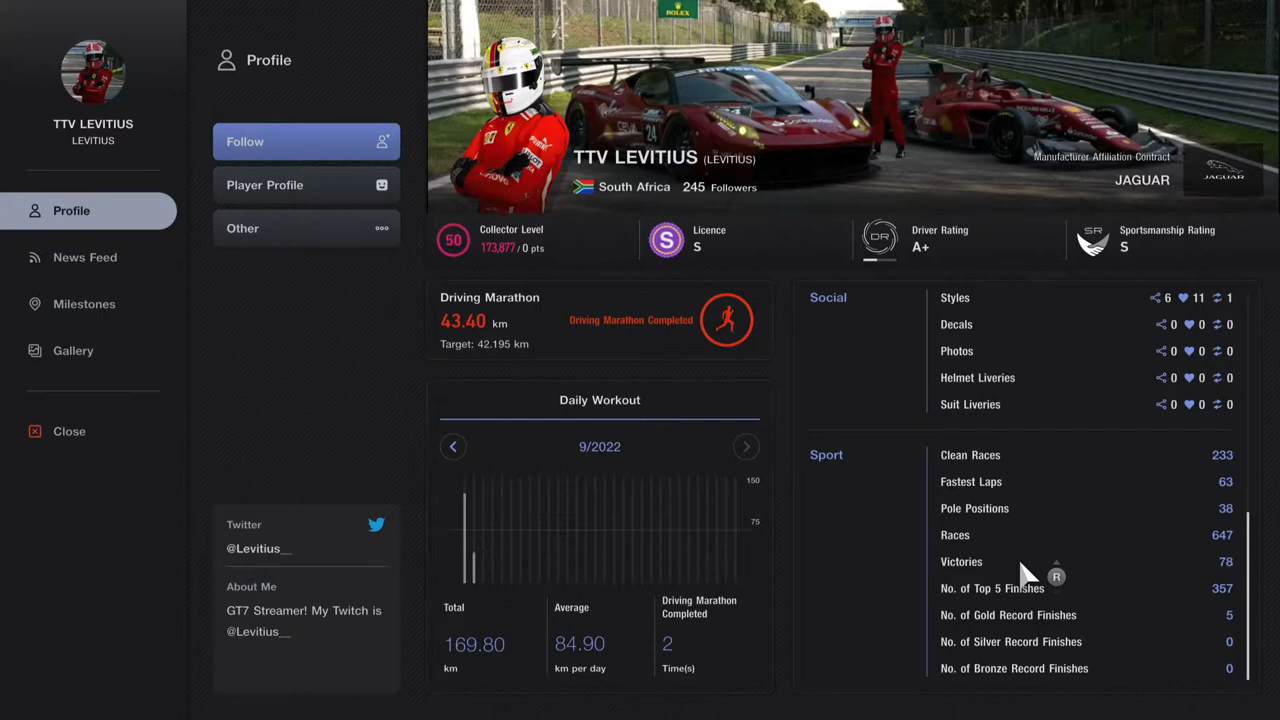 TTV LEVITIUS
LEVITIUS
Profile
News Feed
Milestones
Gallery
Close
Profile
Follow
Player Profile
Other
Twitter
@Levitius__
About Me
GT7 Streamer! My Twitch is
@Levitius__
ROLEX
24
TTV LEVITIUS (LEVITIUS)
South Africa 245 Followers
Manufacturer Affiliation Contract
JAGUAR
JAGUAR
50
Collector Level
173,877 / 0 pts
S
Licence
S
DR
Driver Rating
A+
SR
Sportsmanship Rating
S
Driving Marathon
43.40 km
Driving Marathon Completed
Target: 42.195 km
Daily Workout
9/2022
150
75
Total
169.80
km
Average
84.90
km per day
Driving Marathon
Completed
2
Time(s)
Social
Styles 6 11 1
Decals 0 0 0
Photos 0 0 0
Helmet Liveries 0 0 0
Suit Liveries 0 0 0
Sport
Clean Races 233
Fastest Laps 63
Pole Positions 38
Races 647
Victories 78
R
No. of Top 5 Finishes 357
No. of Gold Record Finishes 5
No. of Silver Record Finishes 0
No. of Bronze Record Finishes 0